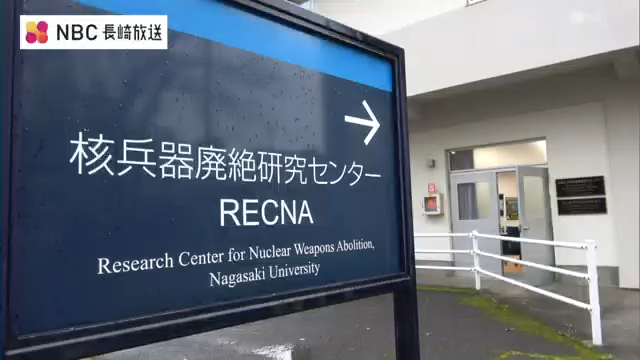 NBC 長崎放送
核兵器廃絶研究センター
RECNA
Research Center for Nuclear Weapons Abolition,
Nagasaki University